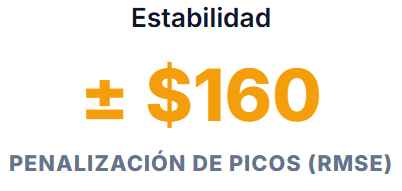 Estabilidad
± $160
PENALIZACIÓN DE PICOS (RMSE)